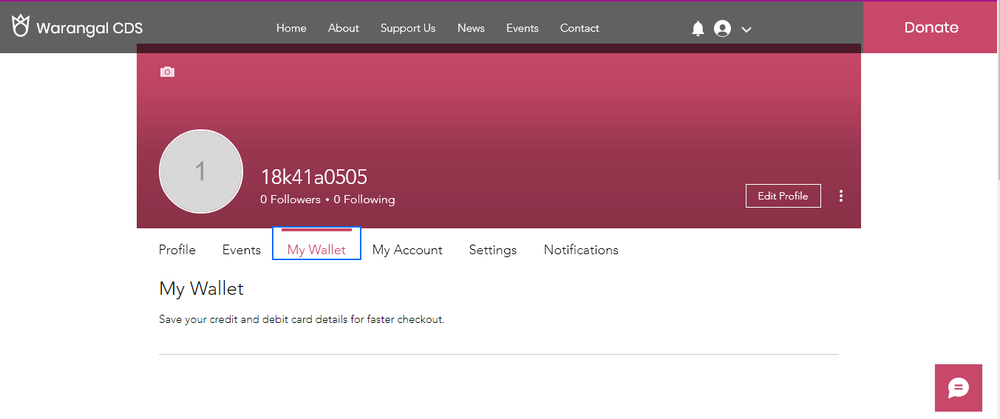 Warangal CDS Home About Support Us News Events Contact Donate
1
18k41a0505
0 Followers • 0 Following
Edit Profile
Profile Events My Wallet My Account Settings Notifications
My Wallet
Save your credit and debit card details for faster checkout.